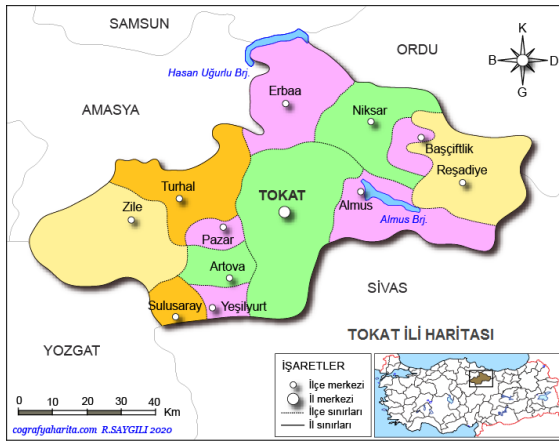 SAMSUN
ORDU
K
B
D
G
Hasan Uğurlu Brj.
Erbaa
AMASYA
Niksar
Başçiftlik
Reşadiye
Turhal
TOKAT
Almus
Zile
Almus Brj.
Pazar
Artova
SİVAS
Sulusaray
Yeşilyurt
TOKAT İLİ HARİTASI
YOZGAT
İŞARETLER
İlçe merkezi
İl merkezi
İlçe sınırları
İl sınırları
0 10 20 30 40
Km
cografyaharita.com R.SAYGILI 2020